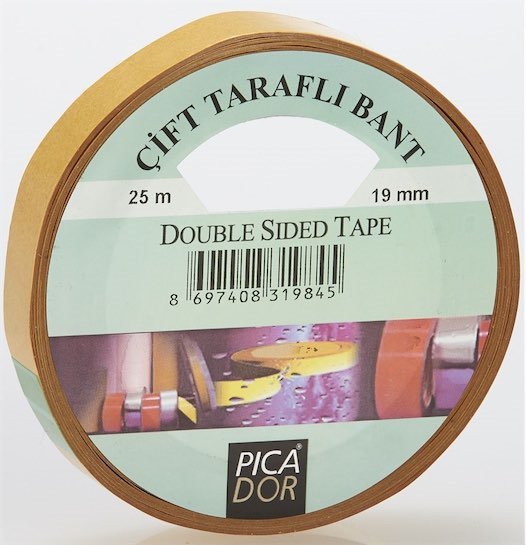 ÇİFT TARAFLI BANT
25 m 19 mm
DOUBLE SIDED TAPE
8 697408 319845
PICA®
DOR